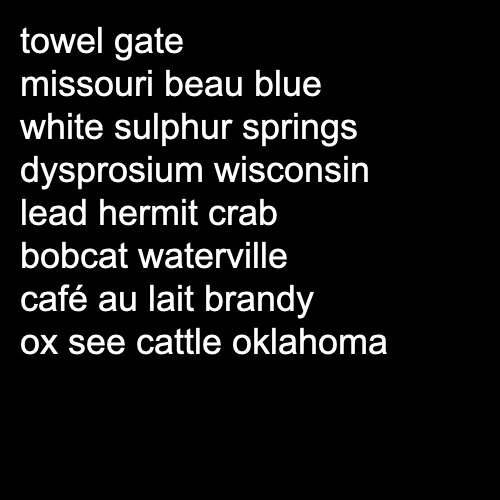 towel gate
missouri beau blue
white sulphur springs
dysprosium wisconsin
lead hermit crab
bobcat waterville
café au lait brandy
ox see cattle oklahoma